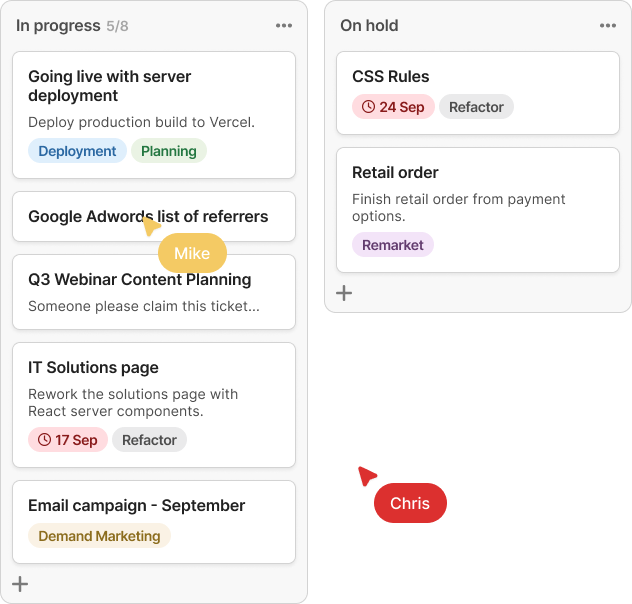 In progress 5/8
Going live with server
deployment
Deploy production build to Vercel.
Deployment
Planning
Google Adwords list of referrers
Mike
Q3 Webinar Content Planning
Someone please claim this ticket...
IT Solutions page
Rework the solutions page with
React server components.
17 Sep
Refactor
Email campaign - September
Demand Marketing
On hold
CSS Rules
24 Sep
Refactor
Retail order
Finish retail order from payment
options.
Remarket
Chris